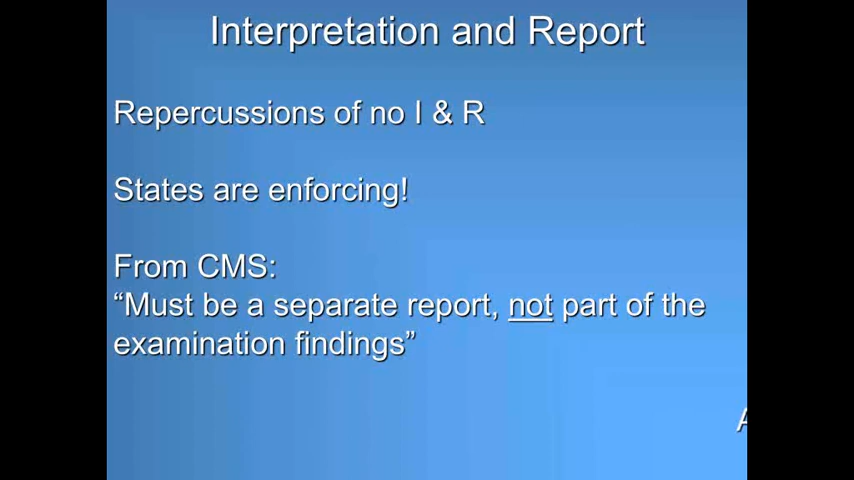 Interpretation and Report
Repercussions of no I & R
States are enforcing!
From CMS:
“Must be a separate report, not part of the
examination findings”
A